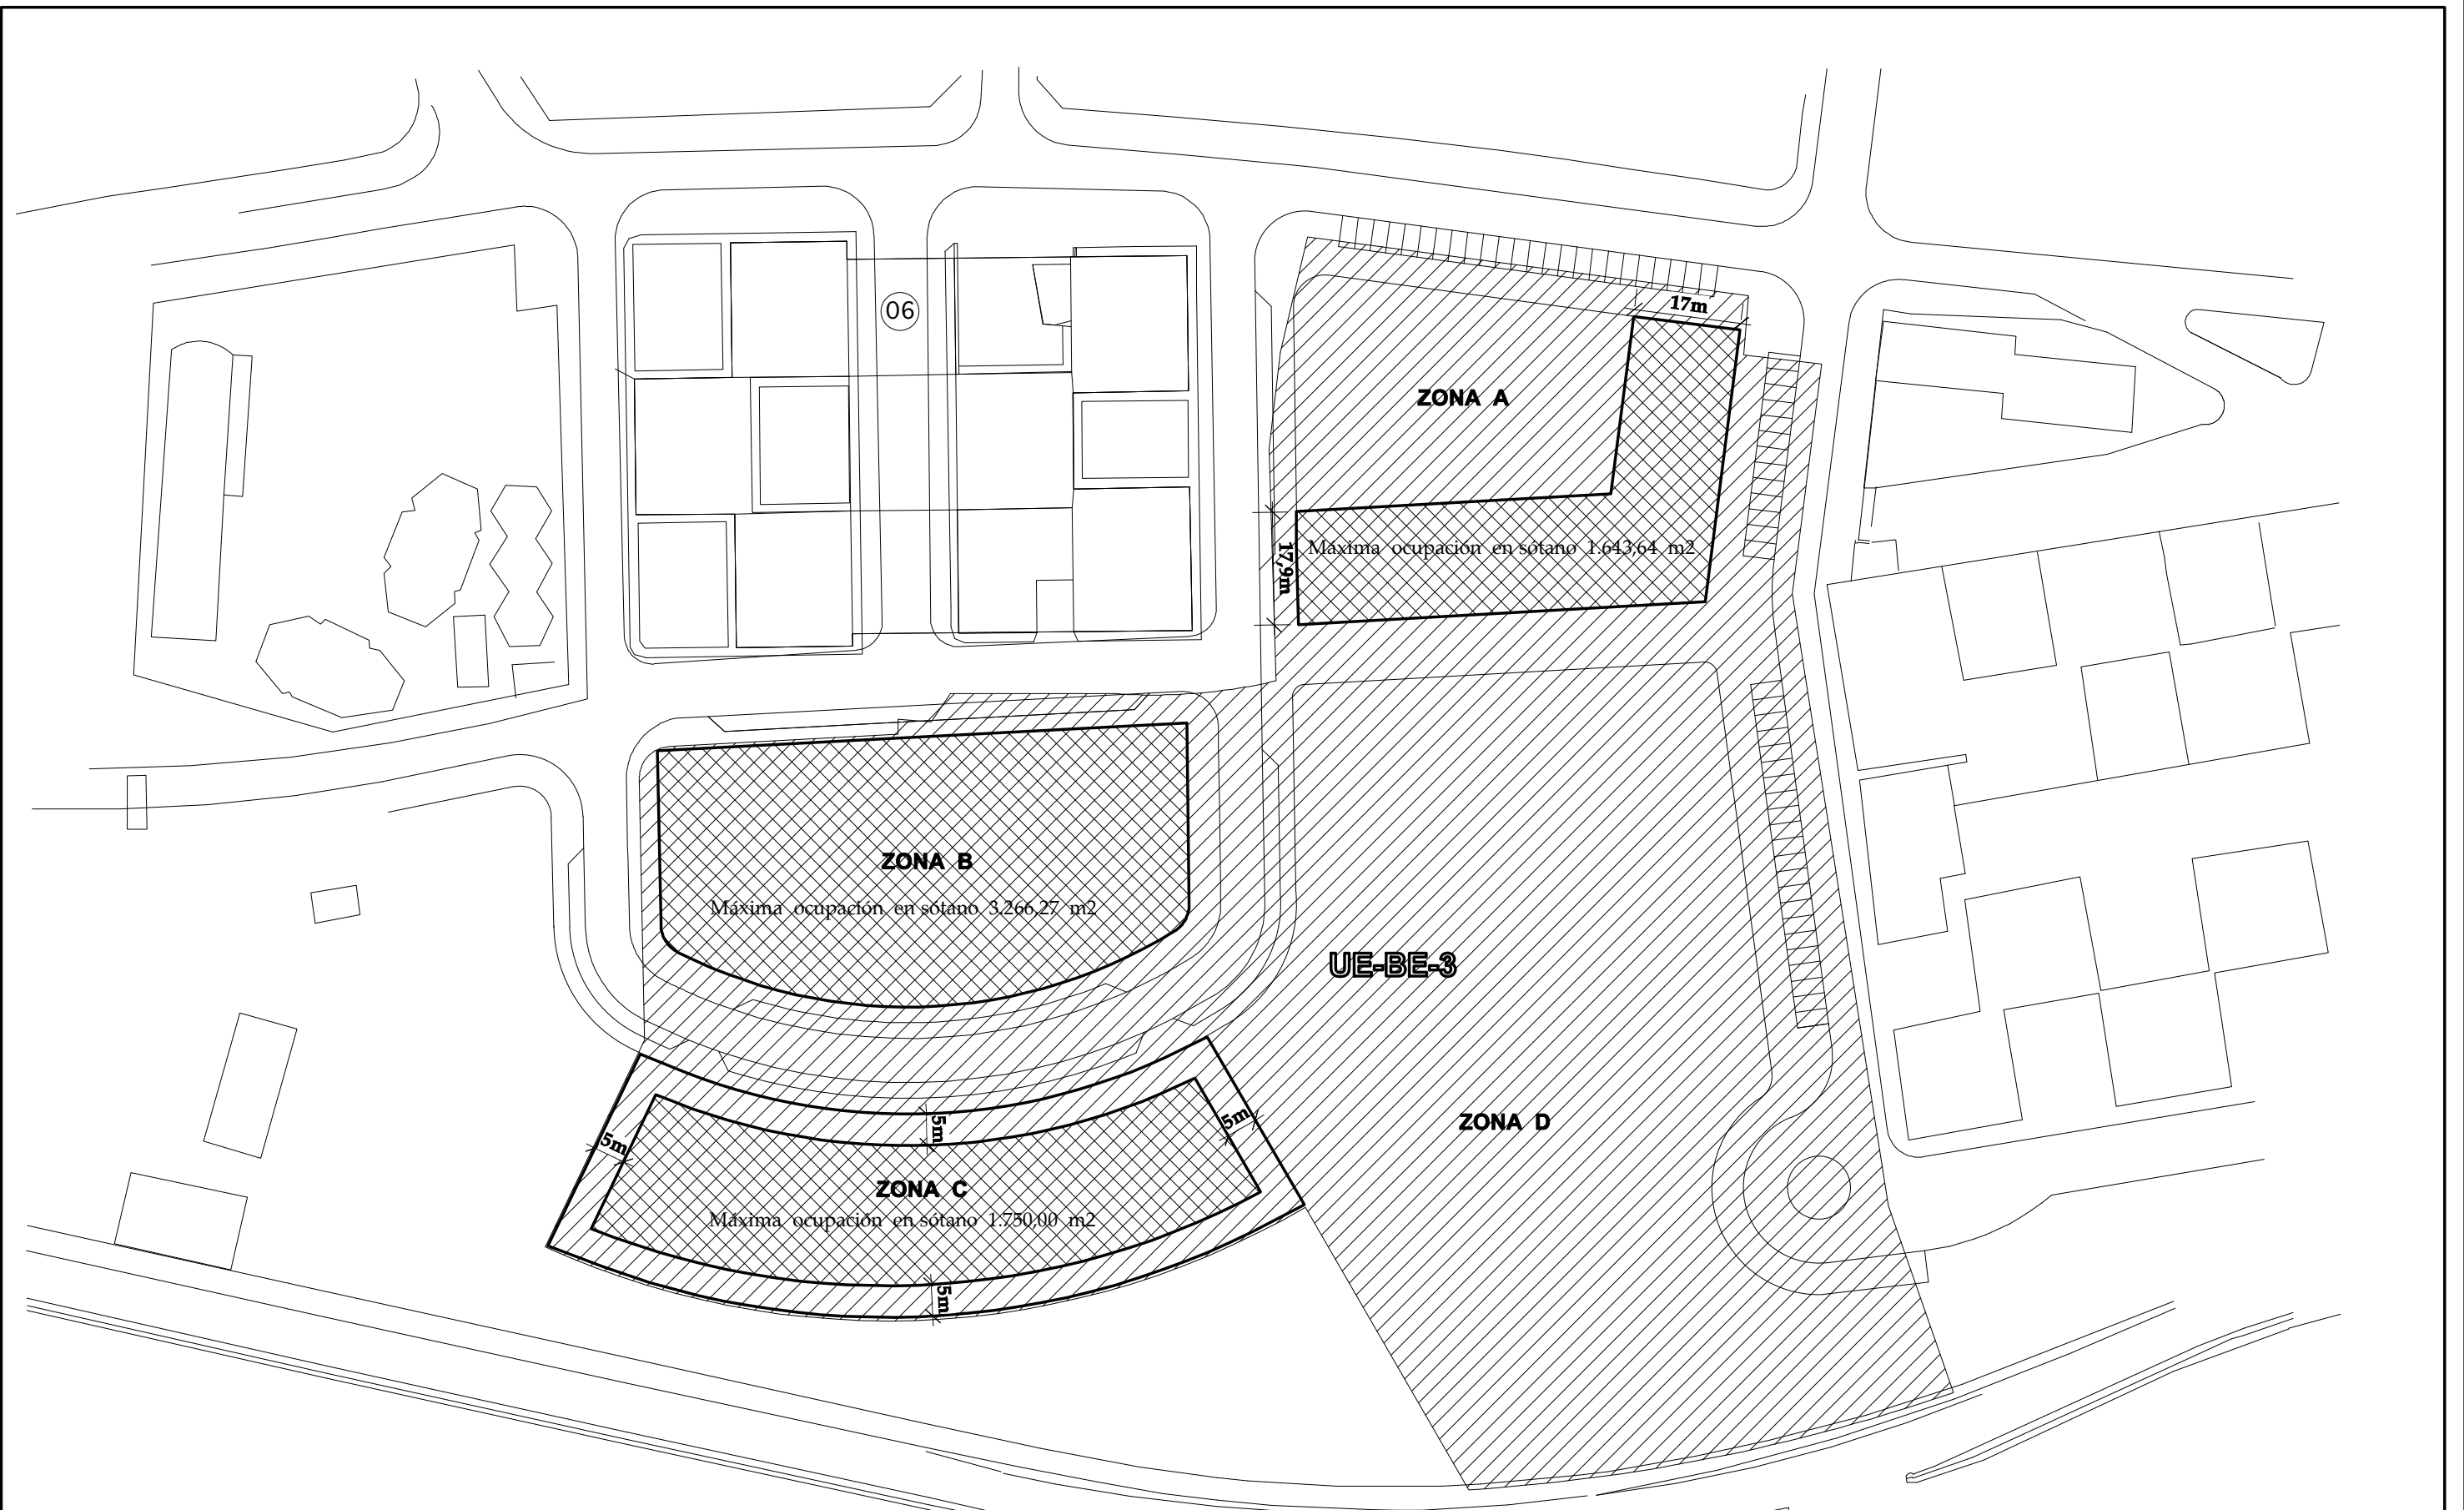 06
17m
ZONA A
17,9m
Máxima ocupación en sótano 1.643,64 m2
ZONA B
Máxima ocupación en sótano 3.266,27 m2
UE-BE-3
5m
5m
5m
ZONA D
ZONA C
Máxima ocupación en sótano 1.750,00 m2
5m